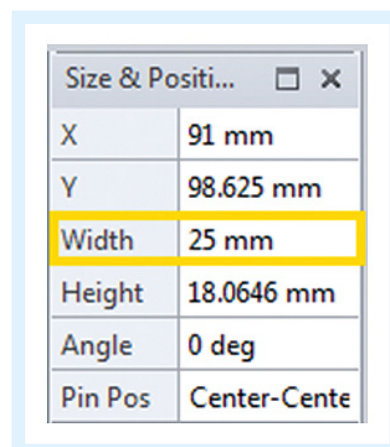 Size & Positi...
X 91 mm
Y 98.625 mm
Width 25 mm
Height 18.0646 mm
Angle 0 deg
Pin Pos Center-Cente